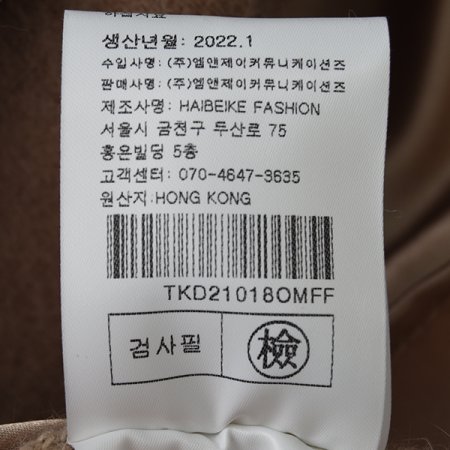 생산년월: 2022.1
수입사명: (주)엘앤제이커뮤니케이션즈
판매사명: (주)엘앤제이커뮤니케이션즈
제조사명: HAIBEIKE FASHION
서울시 금천구 두산로 75
홍은빌딩 5층
고객센터: 070-4647-3635
원산지:HONG KONG
TKD21018OMFF
검사필 檢